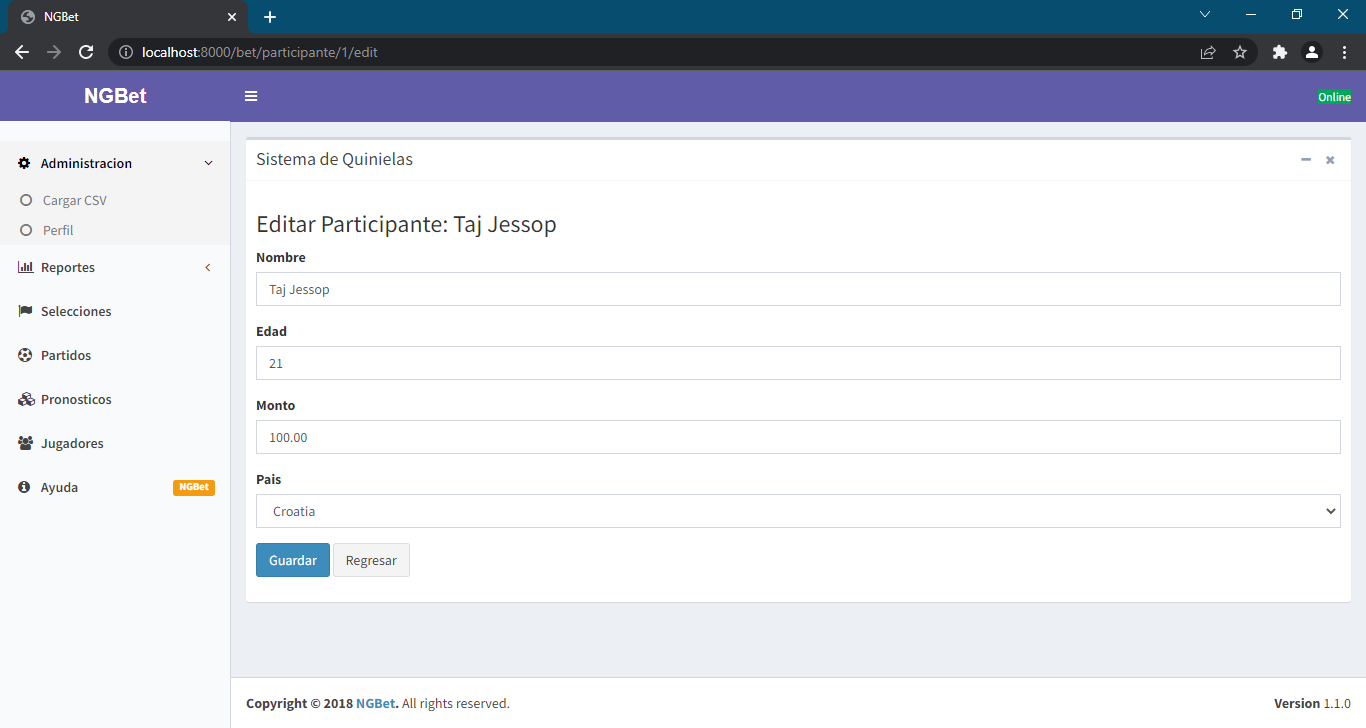 NGBet
localhost:8000/bet/participante/1/edit
NGBet
Online
Administracion
Cargar CSV
Perfil
Reportes
Selecciones
Partidos
Pronosticos
Jugadores
Ayuda NGBet
Sistema de Quinielas
Editar Participante: Taj Jessop
Nombre
Taj Jessop
Edad
21
Monto
100.00
Pais
Croatia
Guardar Regresar
Copyright © 2018 NGBet. All rights reserved. Version 1.1.0